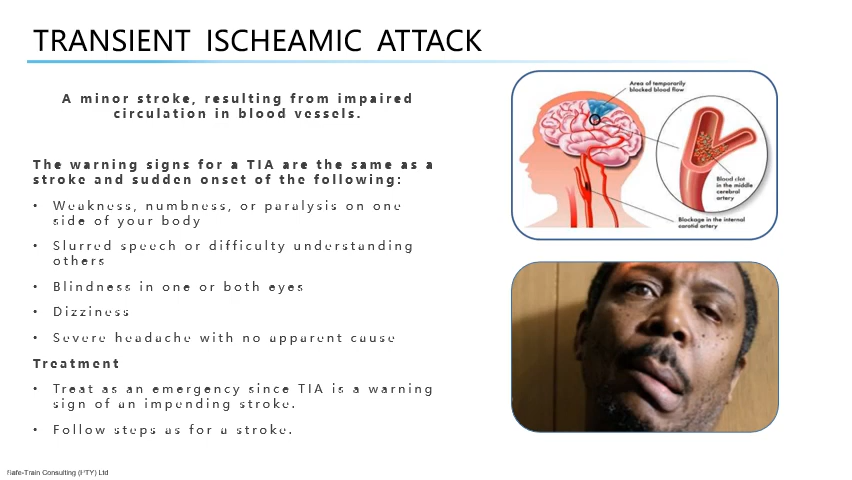 TRANSIENT ISCHEAMIC ATTACK
A minor stroke, resulting from impaired
circulation in blood vessels.
The warning signs for a TIA are the same as a
stroke and sudden onset of the following:
• Weakness, numbness, or paralysis on one
side of your body
• Slurred speech or difficulty understanding
others
• Blindness in one or both eyes
• Dizziness
• Severe headache with no apparent cause
Treatment
• Treat as an emergency since TIA is a warning
sign of an impending stroke.
• Follow steps as for a stroke.
Area of temporarily
blocked blood flow
Blood clot
in the middle
cerebral
artery
Blockage in the internal
carotid artery
Safe-Train Consulting (PTY) Ltd